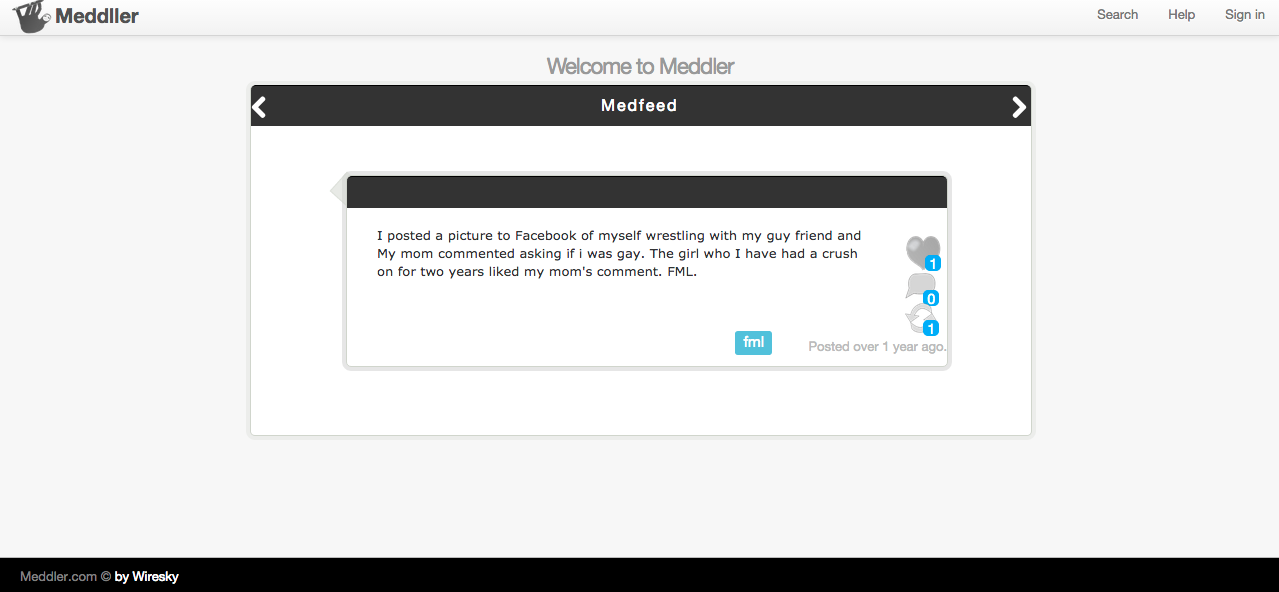 Meddller
Search Help Sign in
Welcome to Meddler
Medfeed
I posted a picture to Facebook of myself wrestling with my guy friend and
My mom commented asking if i was gay. The girl who I have had a crush
on for two years liked my mom's comment. FML.
1
0
1
fml
Posted over 1 year ago.
Meddler.com © by Wiresky